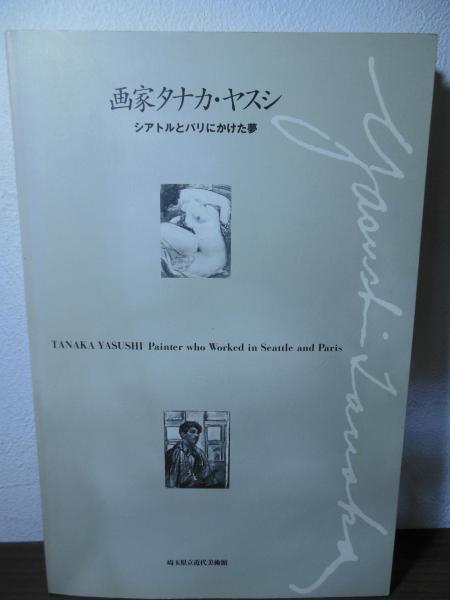 画家タナカ・ヤスシ
シアトルとパリにかけた夢
Yasushi Tanaka
TANAKA YASUSHI Painter who Worked in Seattle and Paris
埼玉県立近代美術館